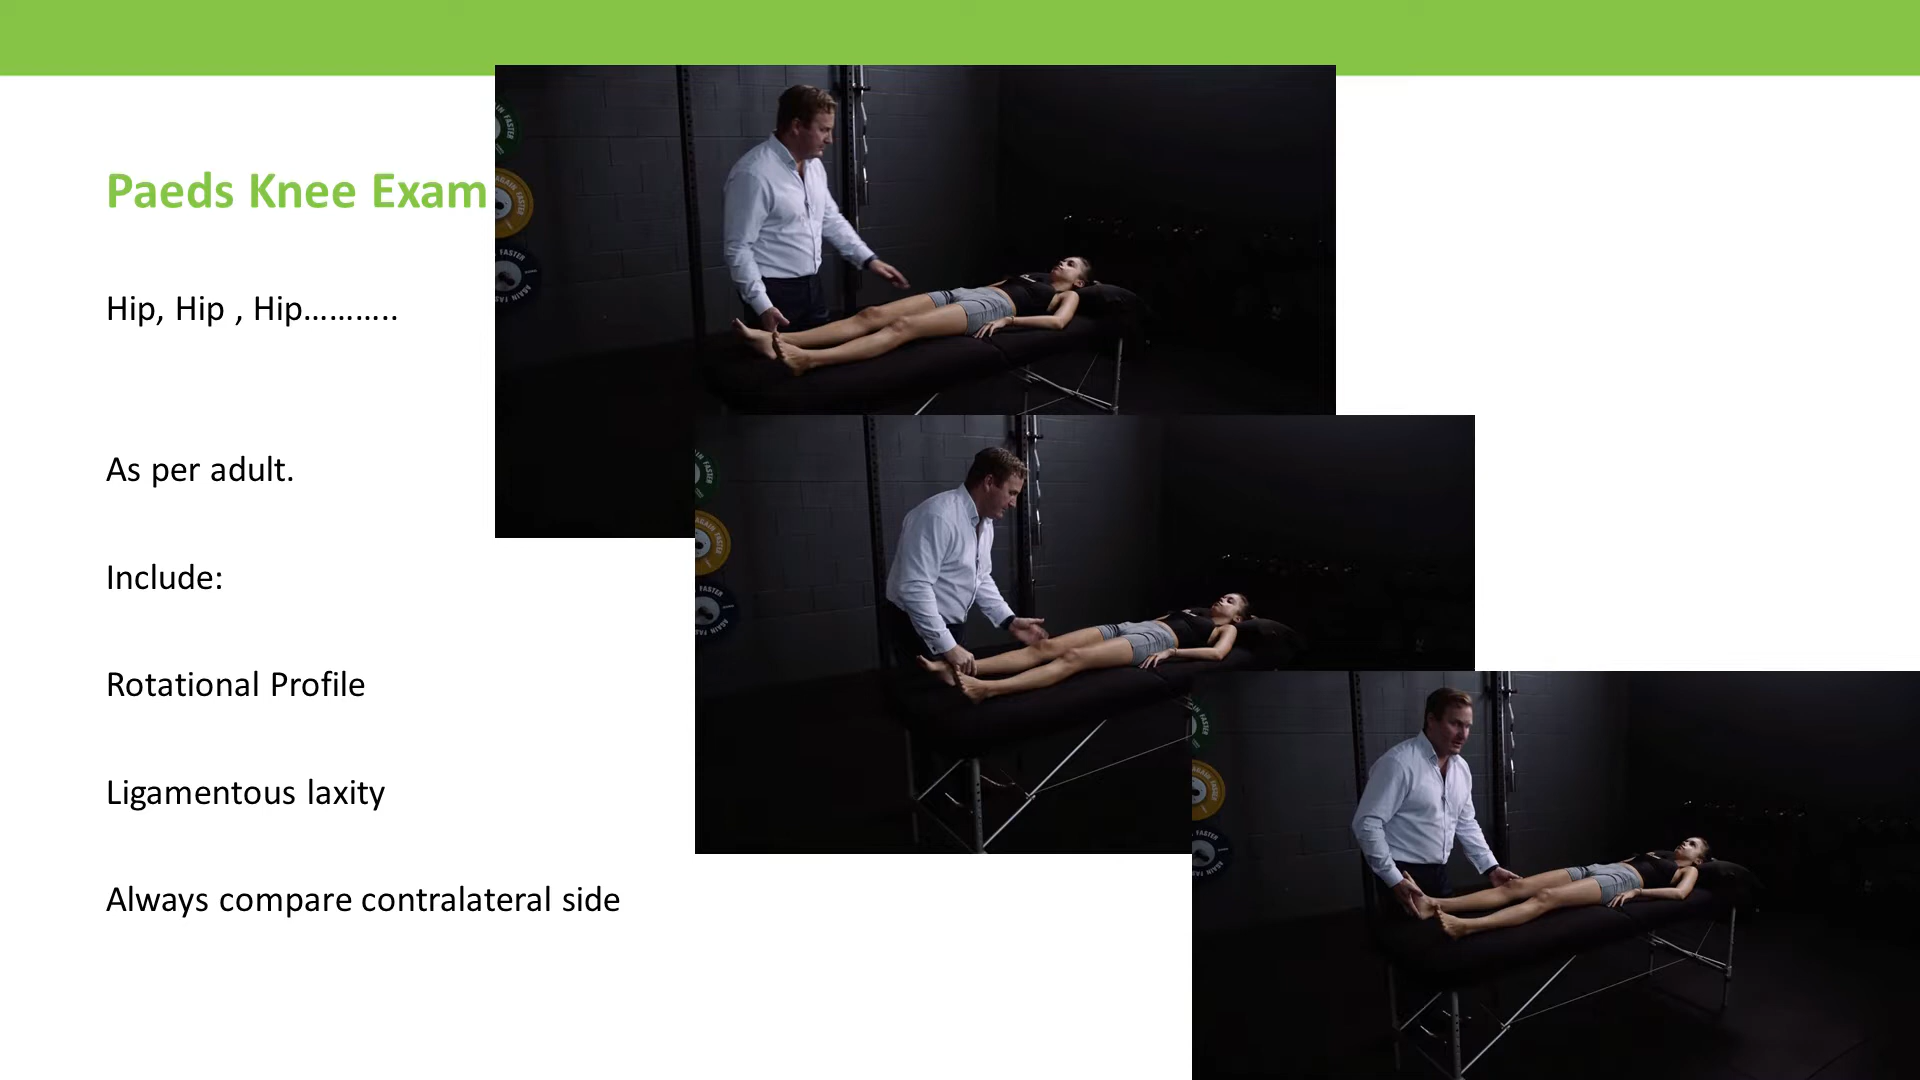 Paeds Knee Exam
Hip, Hip , Hip………..
As per adult.
Include:
Rotational Profile
Ligamentous laxity
Always compare contralateral side